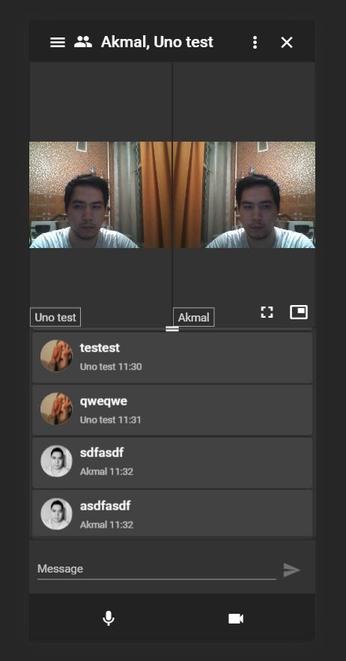 Akmal, Uno test
Uno test
Akmal
testest
Uno test 11:30
qweqwe
Uno test 11:31
sdfasdf
Akmal 11:32
asdfasdf
Akmal 11:32
Message